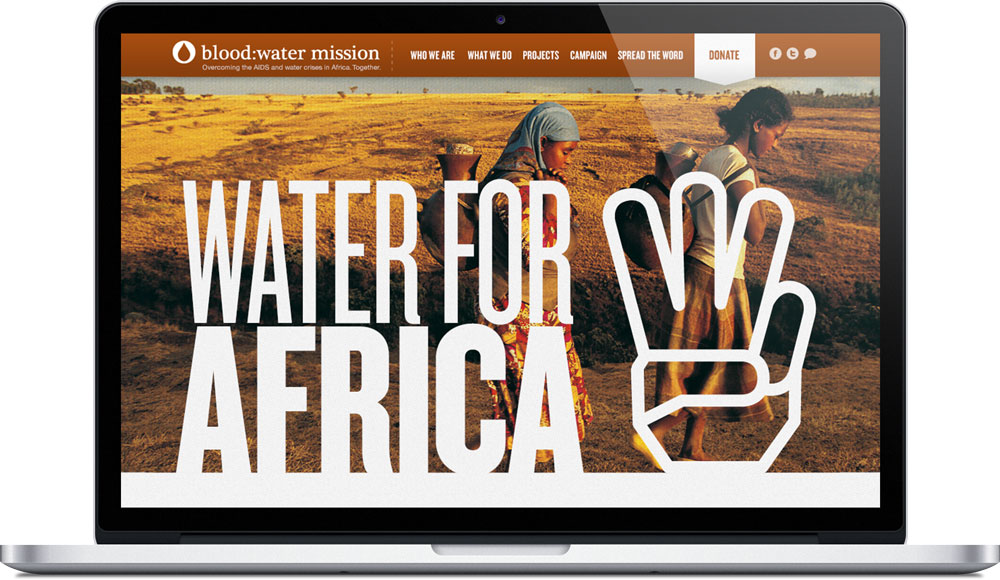 blood:water mission
Overcoming the AIDS and water crises in Africa. Together.
WHO WE ARE WHAT WE DO PROJECTS CAMPAIGN SPREAD THE WORD DONATE
WATER FOR
AFRICA